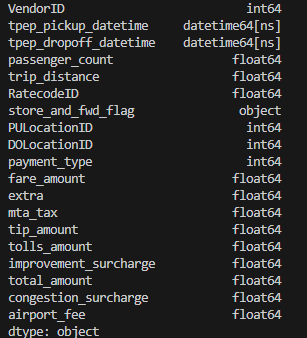 VendorID int64
tpep_pickup_datetime datetime64[ns]
tpep_dropoff_datetime datetime64[ns]
passenger_count float64
trip_distance float64
RatecodeID float64
store_and_fwd_flag object
PULocationID int64
DOLocationID int64
payment_type int64
fare_amount float64
extra float64
mta_tax float64
tip_amount float64
tolls_amount float64
improvement_surcharge float64
total_amount float64
congestion_surcharge float64
airport_fee float64
dtype: object